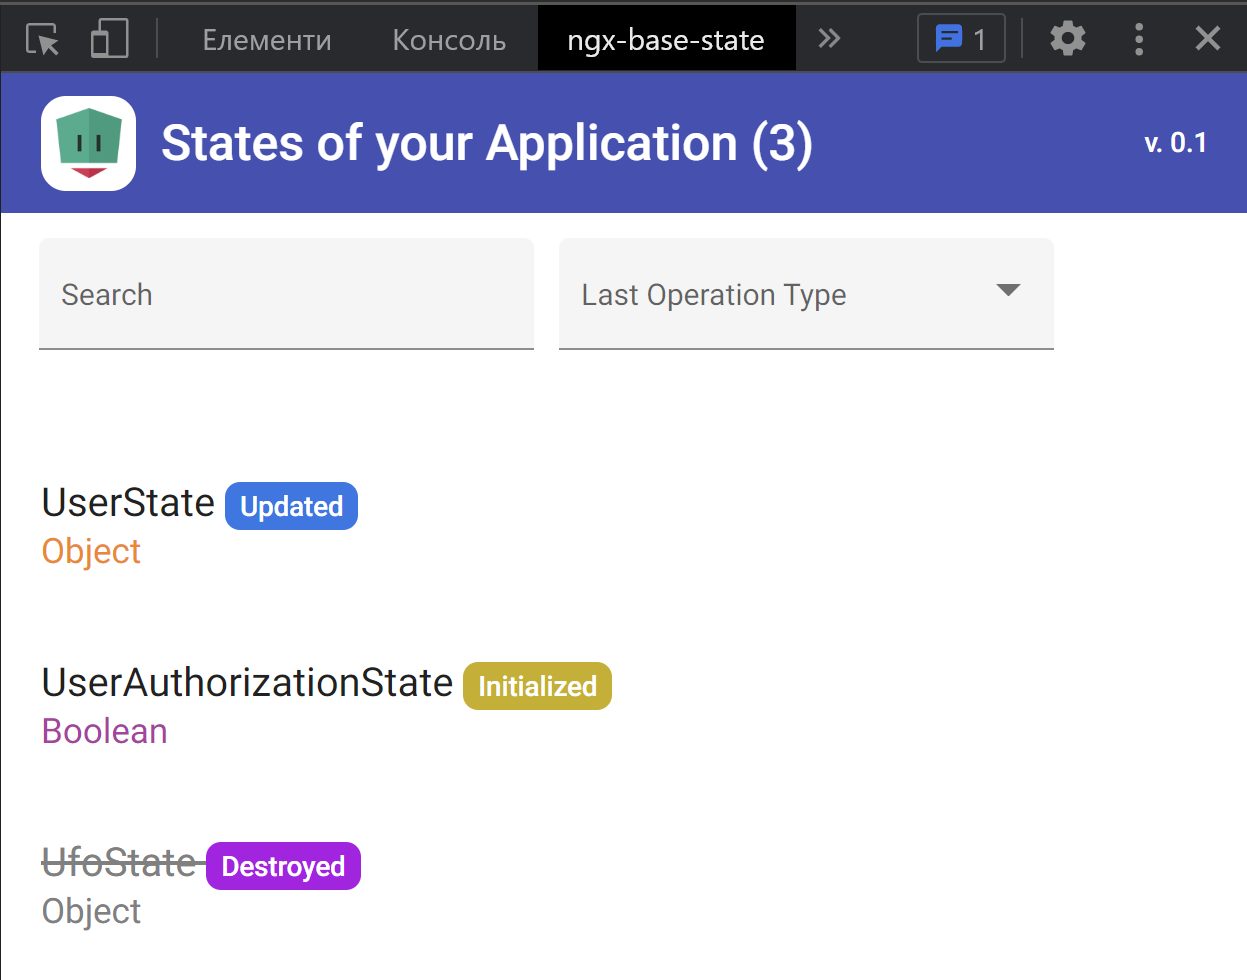 Елементи Консоль ngx-base-state 1
States of your Application (3) v. 0.1
Search Last Operation Type
UserState Updated
Object
UserAuthorizationState Initialized
Boolean
UfoState Destroyed
Object